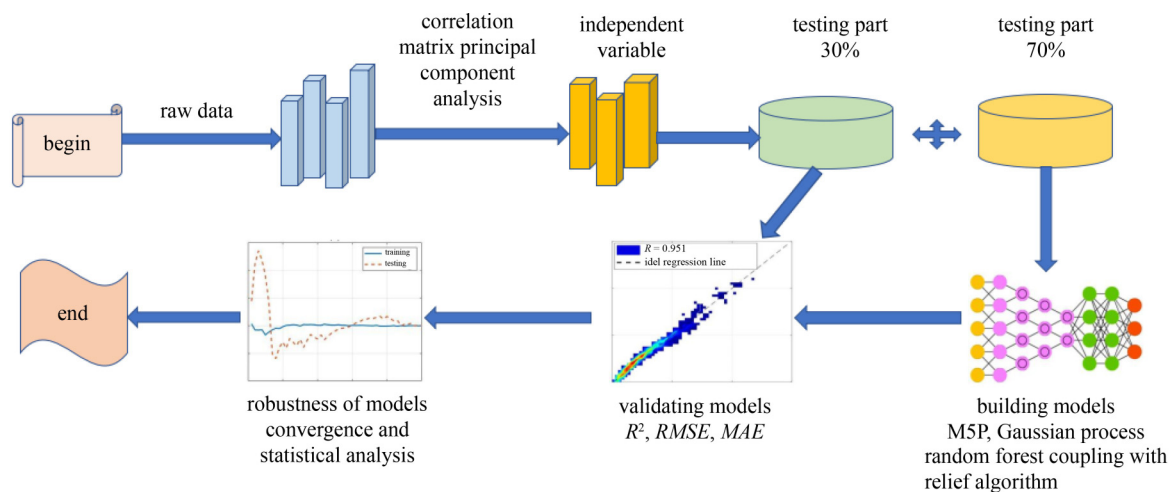 begin
raw data
correlation
matrix principal
component
analysis
independent
variable
testing part
30%
testing part
70%
end
training
testing
robustness of models
convergence and
statistical analysis
R = 0.951
idel regression line
validating models
R², RMSE, MAE
building models
M5P, Gaussian process
random forest coupling with
relief algorithm